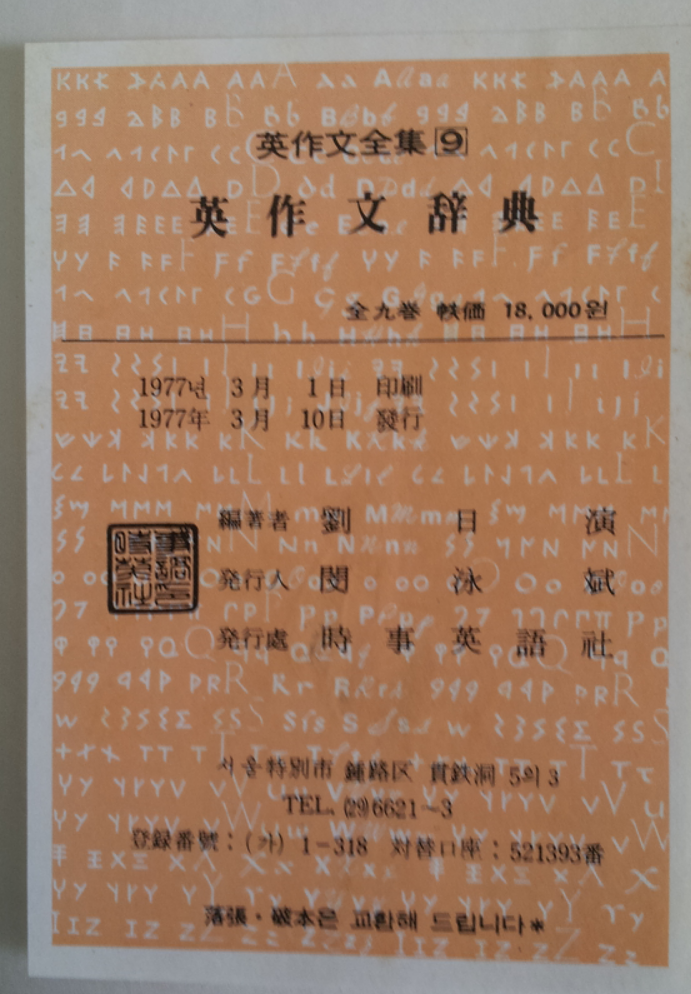 英作文全集9
英作文辞典
全九巻 帙価 18,000원
1977년 3月 1日 印刷
1977年 3月 10日 發行
編著者 劉日演
発行人 閔泳斌
発行處 時事英語社
서울特別市 鍾路区 貫鉄洞 5의3
TEL. (29)6621~3
登録番號:(가) 1-318 対替口座:521393番
落張・破本은 교환해 드립니다*